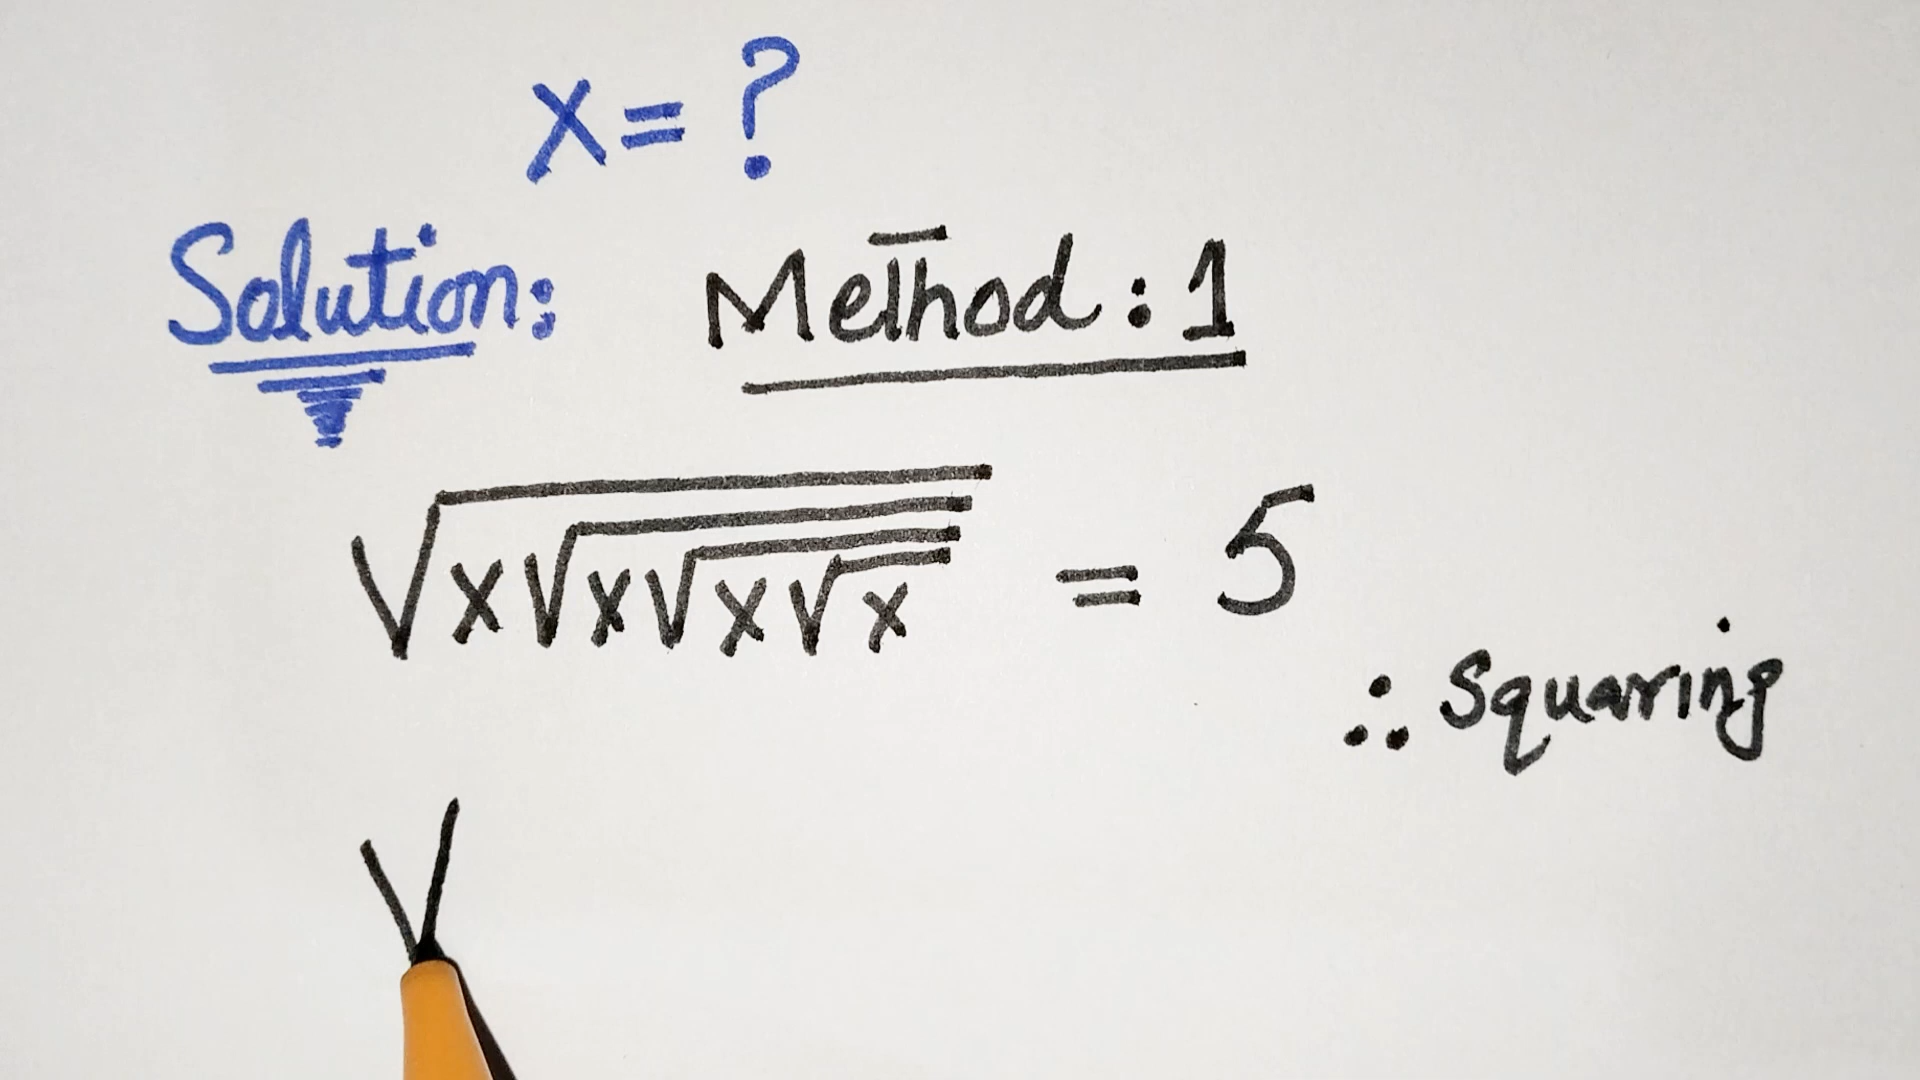 x = ?
Solution: Method : 1
√x√x√x√x = 5
∴ Squaring
√